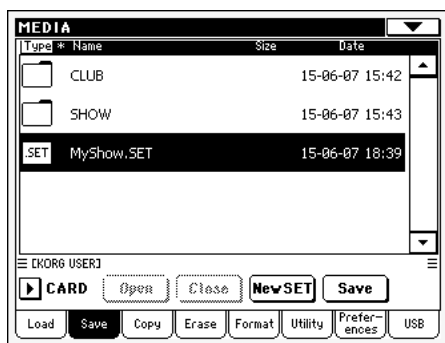 MEDIA
Type * Name Size Date
CLUB 15-06-07 15:42
SHOW 15-06-07 15:43
.SET MyShow.SET 15-06-07 18:39
[KORG USER]
CARD Open Close New SET Save
Load Save Copy Erase Format Utility Prefer-ences USB